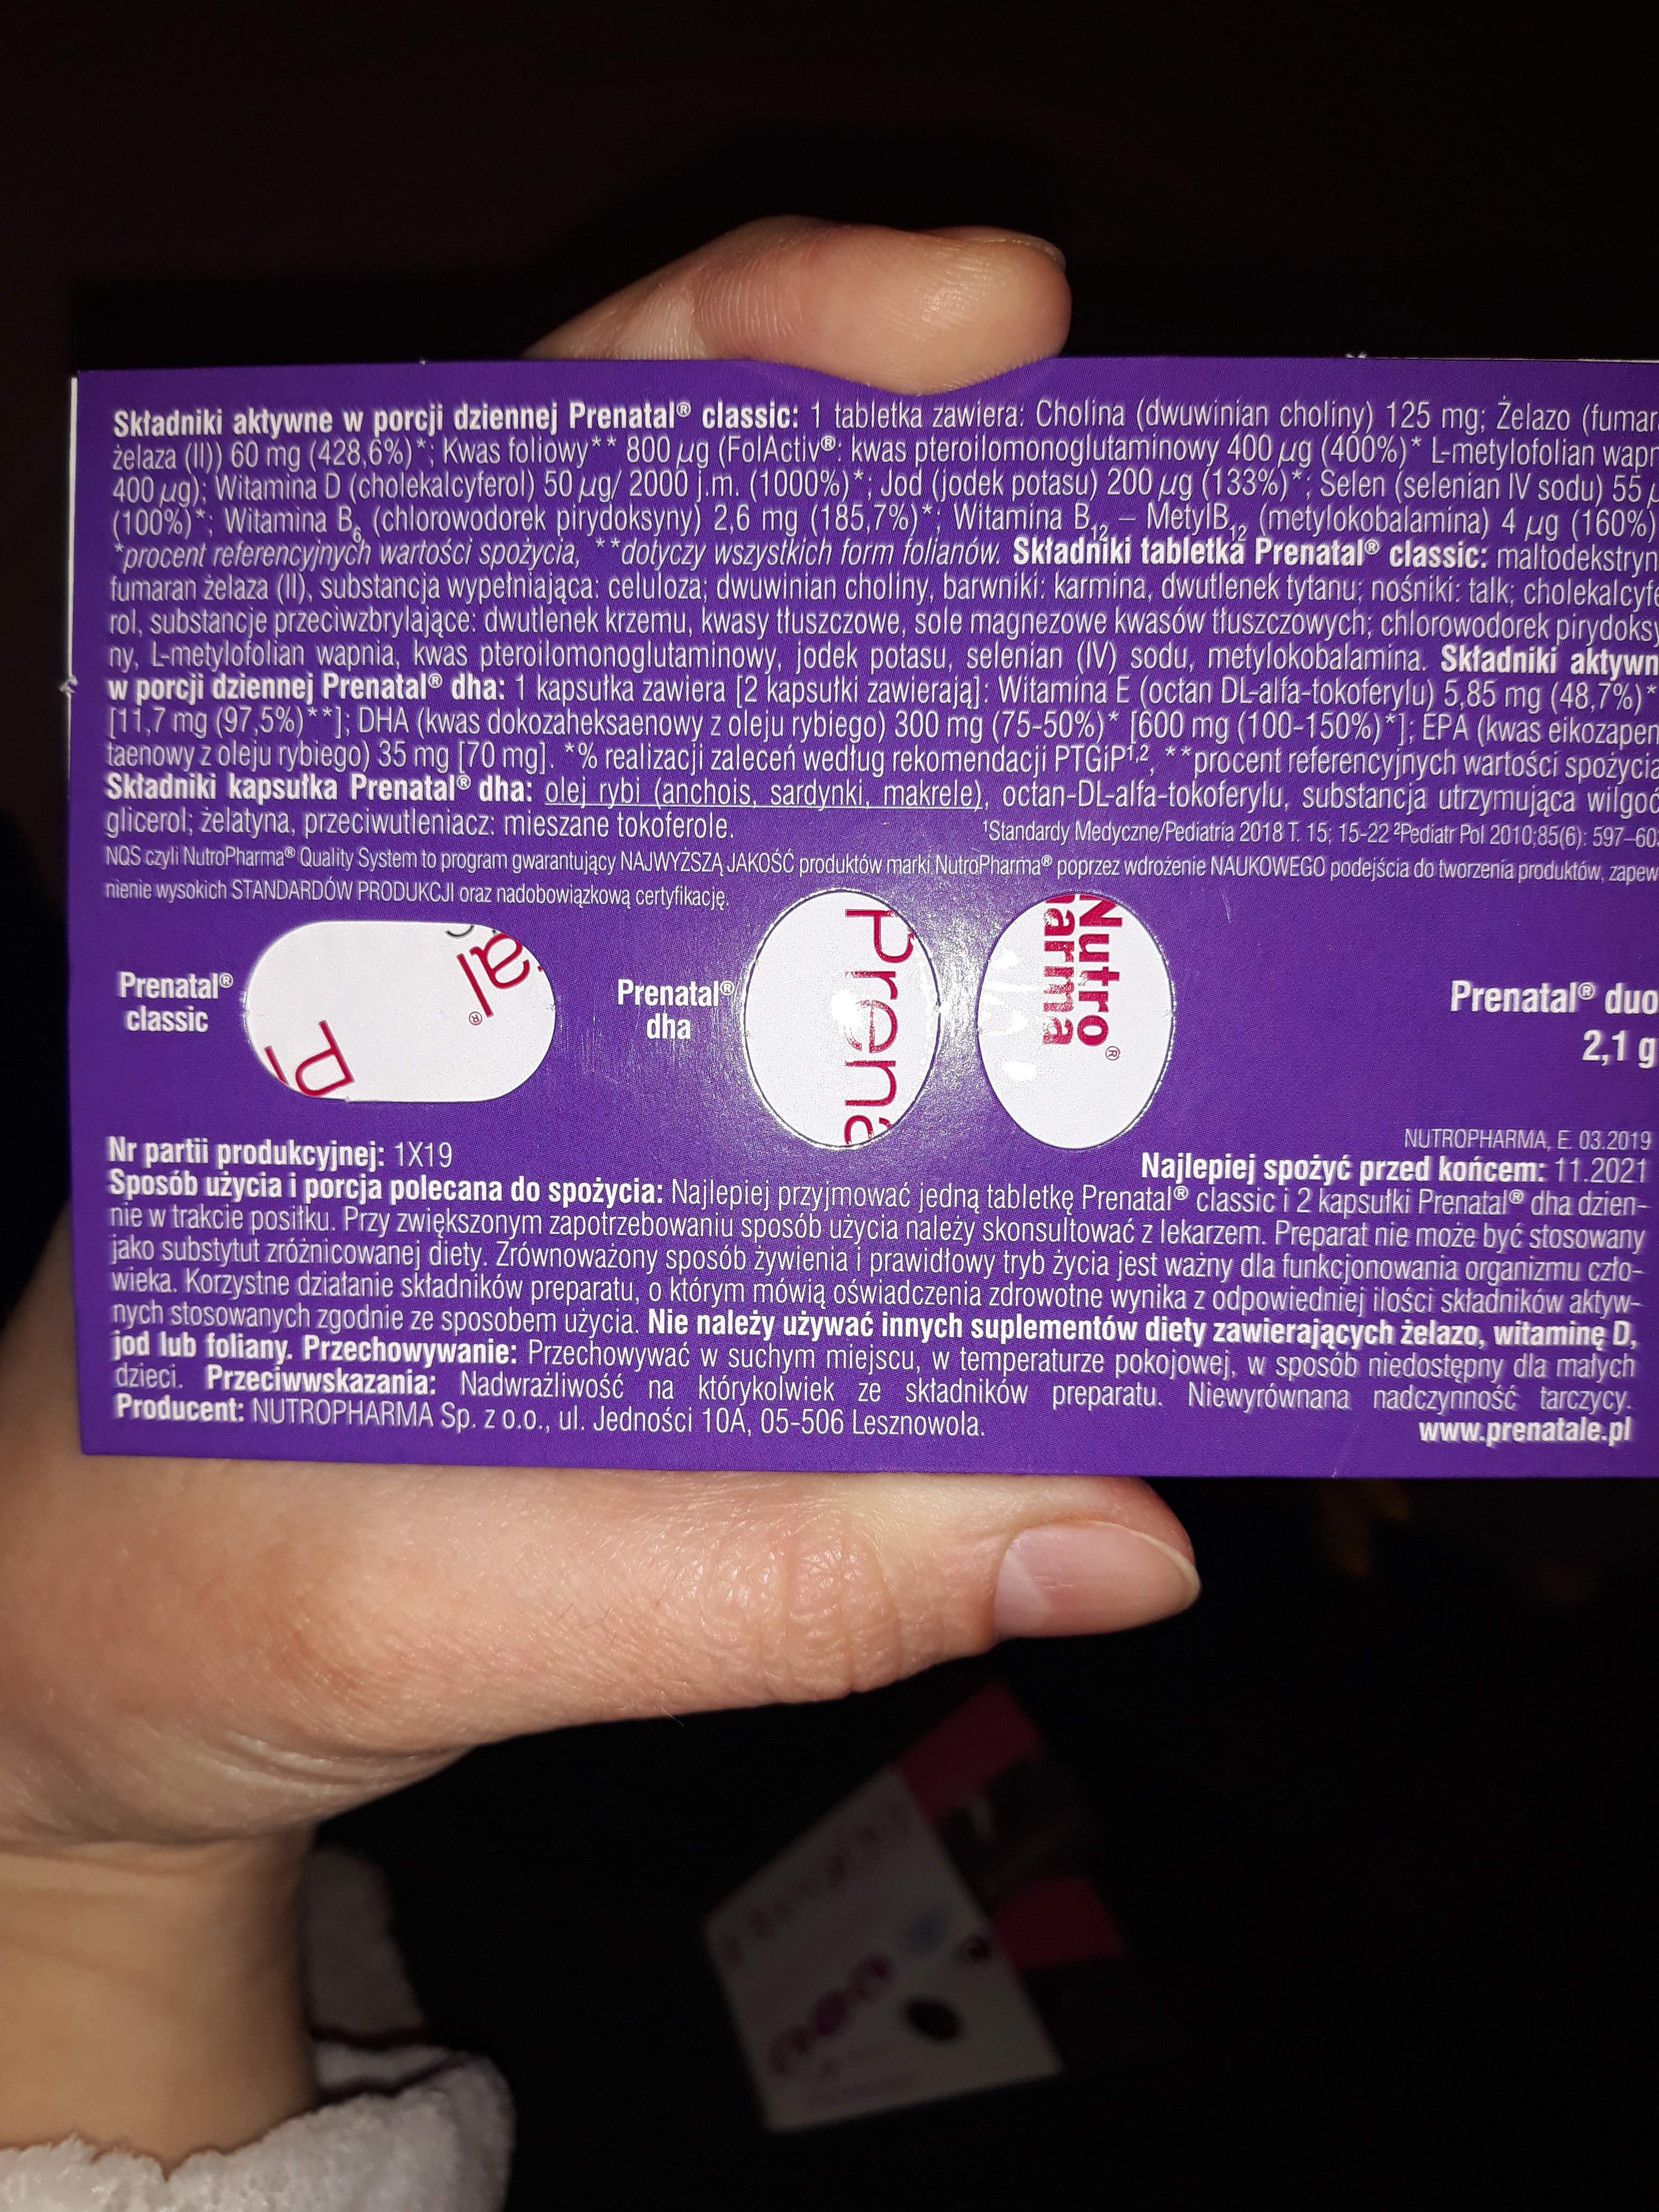 Składniki aktywne w porcji dziennej Prenatal® classic: 1 tabletka zawiera: Cholina (dwuwinian choliny) 125 mg; Żelazo (fumar
żelaza (II)) 60 mg (428,6%)*; Kwas foliowy** 800 µg (FolActiv®: kwas pteroilomonoglutaminowy 400 µg (400%)* L-metylofolian wapn
400 µg); Witamina D (cholekalcyferol) 50 µg/ 2000 j.m. (1000%)*; Jod (jodek potasu) 200 µg (133%)*; Selen (selenian IV sodu) 55 µ
(100%)*; Witamina B6 (chlorowodorek pirydoksyny) 2,6 mg (185,7%)*; Witamina B12 – MetylB12 (metylokobalamina) 4 µg (160%)
*procent referencyjnych wartości spożycia, **dotyczy wszystkich form folianów. Składniki tabletka Prenatal® classic: maltodekstryn
fumaran żelaza (II), substancja wypełniająca: celuloza; dwuwinian choliny, barwniki: karmina, dwutlenek tytanu; nośniki: talk; cholekalcyfe
rol, substancje przeciwzbrylające: dwutlenek krzemu, kwasy tłuszczowe, sole magnezowe kwasów tłuszczowych; chlorowodorek pirydoksy
ny, L-metylofolian wapnia, kwas pteroilomonoglutaminowy, jodek potasu, selenian (IV) sodu, metylokobalamina. Składniki aktywn
w porcji dziennej Prenatal® dha: 1 kapsułka zawiera [2 kapsułki zawierają]: Witamina E (octan DL-alfa-tokoferylu) 5,85 mg (48,7%)*
[11,7 mg (97,5%)**]; DHA (kwas dokozaheksaenowy z oleju rybiego) 300 mg (75-50%)* [600 mg (100-150%)*]; EPA (kwas eikozapen
taenowy z oleju rybiego) 35 mg [70 mg]. *% realizacji zaleceń według rekomendacji PTGiP1,2, **procent referencyjnych wartości spożycia
Składniki kapsułka Prenatal® dha: olej rybi (anchois, sardynki, makrele), octan-DL-alfa-tokoferylu, substancja utrzymująca wilgoć
glicerol; żelatyna, przeciwutleniacz: mieszane tokoferole. ¹Standardy Medyczne/Pediatria 2018 T. 15; 15-22 ²Pediatr Pol 2010;85(6): 597–603
NQS czyli NutroPharma® Quality System to program gwarantujący NAJWYŻSZĄ JAKOŚĆ produktów marki NutroPharma® poprzez wdrożenie NAUKOWEGO podejścia do tworzenia produktów, zapew
nienie wysokich STANDARDÓW PRODUKCJI oraz nadobowiązkową certyfikację.
Prenatal®
classic
al®
P
Prenatal®
dha
Prena
Nutro
arma®
Prenatal® duo
2,1 g
NUTROPHARMA, E. 03.2019
Nr partii produkcyjnej: 1X19
Najlepiej spożyć przed końcem: 11.2021
Sposób użycia i porcja polecana do spożycia: Najlepiej przyjmować jedną tabletkę Prenatal® classic i 2 kapsułki Prenatal® dha dzien-
nie w trakcie posiłku. Przy zwiększonym zapotrzebowaniu sposób użycia należy skonsultować z lekarzem. Preparat nie może być stosowany
jako substytut zróżnicowanej diety. Zrównoważony sposób żywienia i prawidłowy tryb życia jest ważny dla funkcjonowania organizmu czło-
wieka. Korzystne działanie składników preparatu, o którym mówią oświadczenia zdrowotne wynika z odpowiedniej ilości składników aktyw-
nych stosowanych zgodnie ze sposobem użycia. Nie należy używać innych suplementów diety zawierających żelazo, witaminę D,
jod lub foliany. Przechowywanie: Przechowywać w suchym miejscu, w temperaturze pokojowej, w sposób niedostępny dla małych
dzieci. Przeciwwskazania: Nadwrażliwość na którykolwiek ze składników preparatu. Niewyrównana nadczynność tarczycy.
Producent: NUTROPHARMA Sp. z o.o., ul. Jedności 10A, 05-506 Lesznowola.
www.prenatale.pl